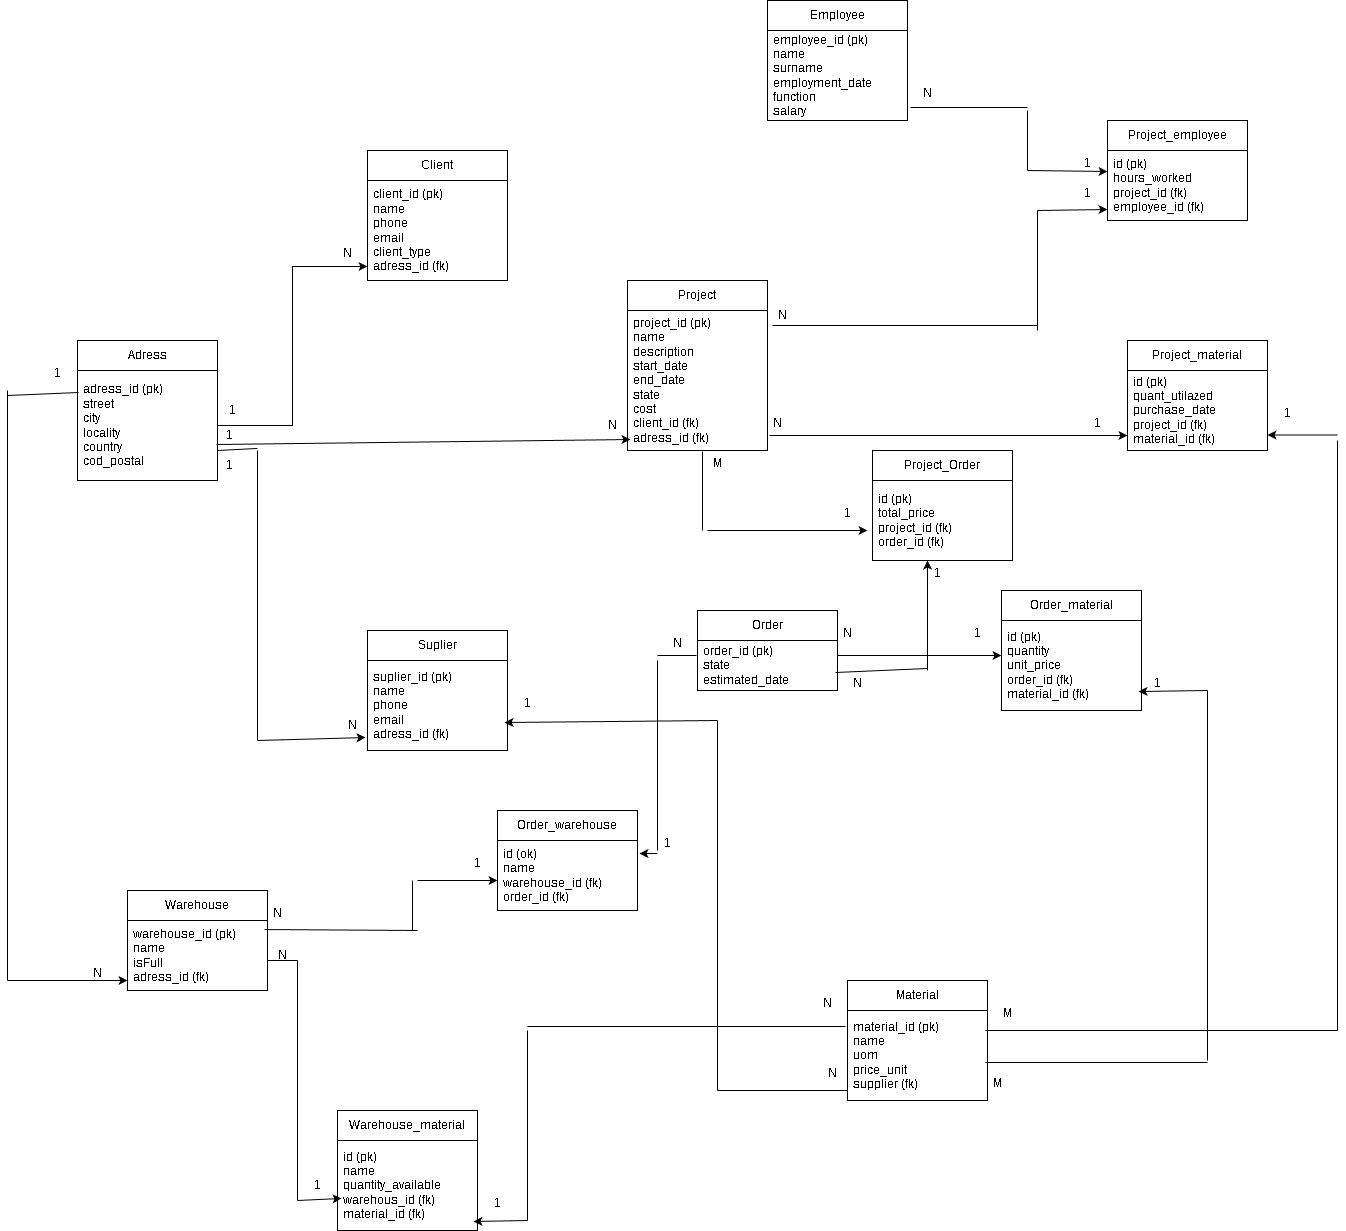 Employee
employee_id (pk)
name
surname
employment_date
function
salary
N
Project_employee
id (pk)
hours_worked
project_id (fk)
employee_id (fk)
1
1
Client
client_id (pk)
name
phone
email
client_type
adress_id (fk)
N
Project
project_id (pk)
name
description
start_date
end_date
state
cost
client_id (fk)
adress_id (fk)
N
N
N
M
Adress
adress_id (pk)
street
city
locality
country
cod_postal
1
1
1
1
Project_material
id (pk)
quant_utilazed
purchase_date
project_id (fk)
material_id (fk)
1
1
Project_Order
id (pk)
total_price
project_id (fk)
order_id (fk)
1
1
Order_material
id (pk)
quantity
unit_price
order_id (fk)
material_id (fk)
1
1
Order
order_id (pk)
state
estimated_date
N
N
N
Suplier
suplier_id (pk)
name
phone
email
adress_id (fk)
N
1
Order_warehouse
id (ok)
name
warehouse_id (fk)
order_id (fk)
1
1
Warehouse
warehouse_id (pk)
name
isFull
adress_id (fk)
N
N
N
Material
material_id (pk)
name
uom
price_unit
supplier (fk)
N
N
M
M
Warehouse_material
id (pk)
name
quantity_available
warehous_id (fk)
material_id (fk)
1
1